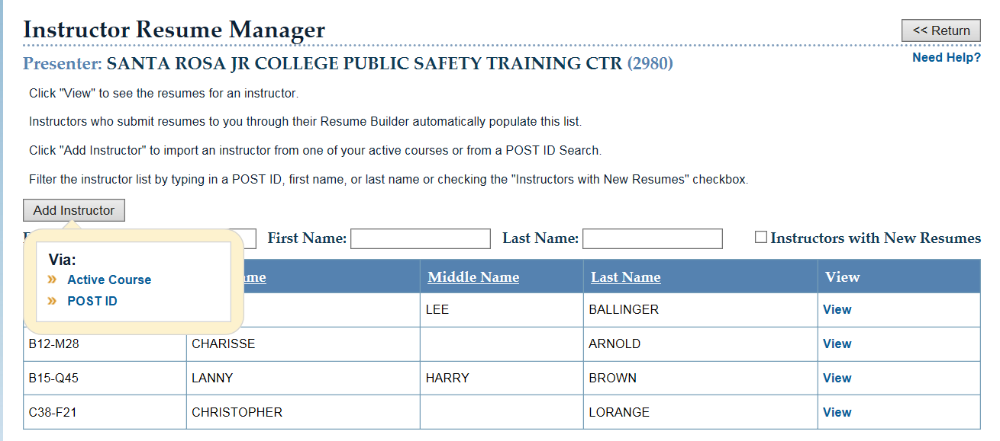 Instructor Resume Manager
<< Return
Presenter: SANTA ROSA JR COLLEGE PUBLIC SAFETY TRAINING CTR (2980)
Need Help?
Click "View" to see the resumes for an instructor.
Instructors who submit resumes to you through their Resume Builder automatically populate this list.
Click "Add Instructor" to import an instructor from one of your active courses or from a POST ID Search.
Filter the instructor list by typing in a POST ID, first name, or last name or checking the "Instructors with New Resumes" checkbox.
Add Instructor
First Name: Last Name: Instructors with New Resumes
Via:
» Active Course
» POST ID
Middle Name Last Name View
LEE BALLINGER View
B12-M28 CHARISSE ARNOLD View
B15-Q45 LANNY HARRY BROWN View
C38-F21 CHRISTOPHER LORANGE View